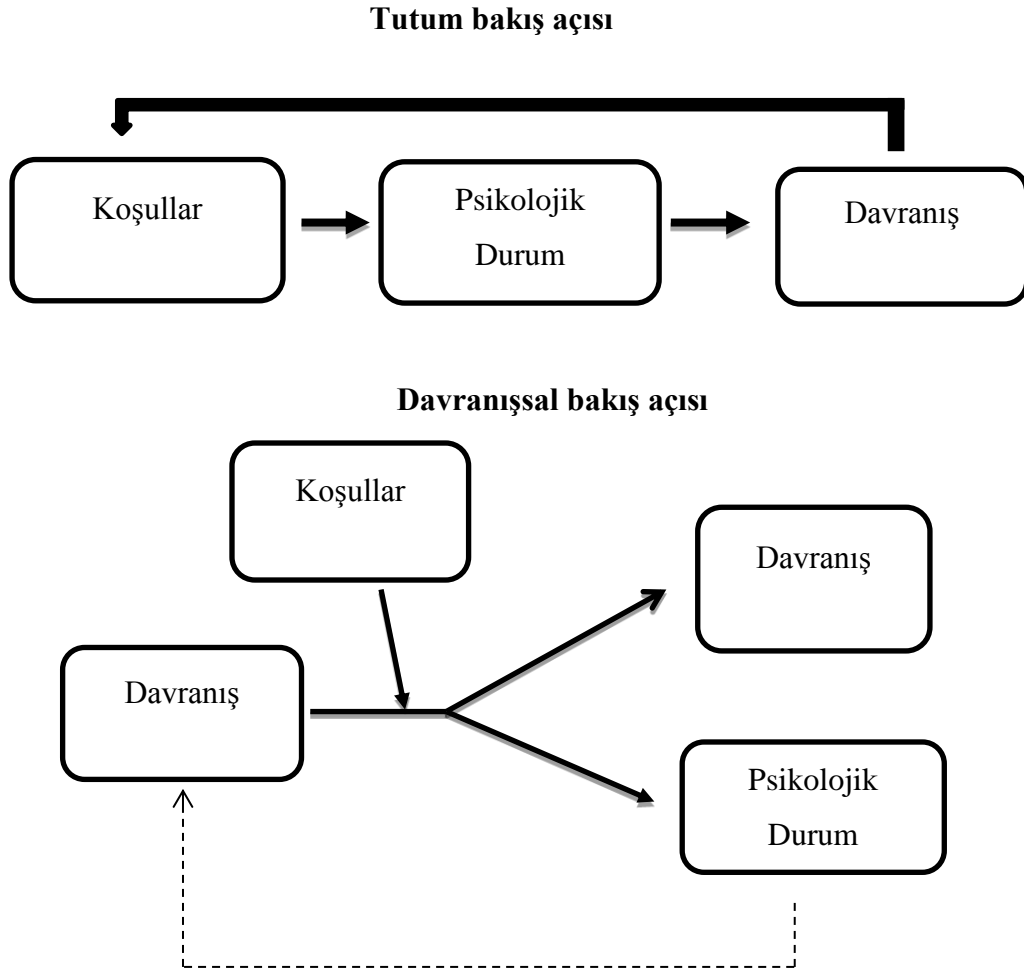 Tutum bakış açısı
Koşullar
Psikolojik
Durum
Davranış
Davranışsal bakış açısı
Koşullar
Davranış
Davranış
Psikolojik
Durum